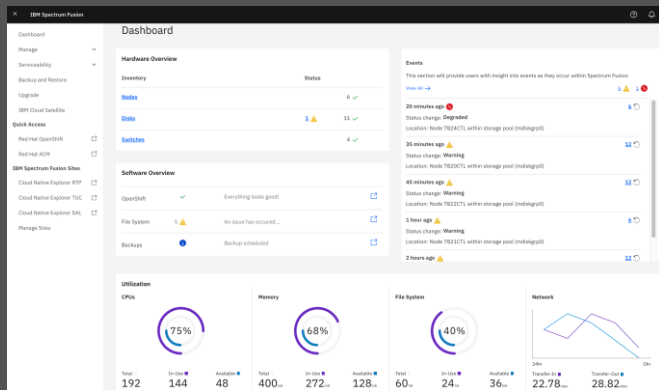 IBM Spectrum Fusion
Dashboard
Manage
Serviceability
Backup and Restore
Upgrade
IBM Cloud Satellite
Quick Access
Red Hat OpenShift
Red Hat ACM
IBM Spectrum Fusion Sites
Cloud Native Explorer RTP
Cloud Native Explorer TUC
Cloud Native Explorer SVL
Manage Sites
Dashboard
Hardware Overview
Inventory Status
Nodes 6
Disks 1 11
Switches 4
Software Overview
OpenShift Everything looks good!
File System 5 An issue has occured...
Backups Backup scheduled
Events
This section will provide users with insight into events as they occur within Spectrum Fusion
View All → 5 1
20 minutes ago 6
Status change: Degraded
Location: Node 7824CTL within storage pool (mdiskgrp0)
35 minutes ago 12
Status change: Warning
Location: Node 7820CTL within storage pool (mdiskgrp0)
45 minutes ago 12
Status change: Warning
Location: Node 7822CTL within storage pool (mdiskgrp0)
1 hour ago 6
Status change: Warning
Location: Node 7821CTL within storage pool (mdiskgrp0)
2 hours ago 12
Utilization
CPUs Memory File System Network
75% 68% 40%
24hr 0hr
Total In-Use Available Total In-Use Available Total In-Use Available Transfer-In Transfer-Out
192 144 48 400 272 128 60 24 36 22.78 28.82